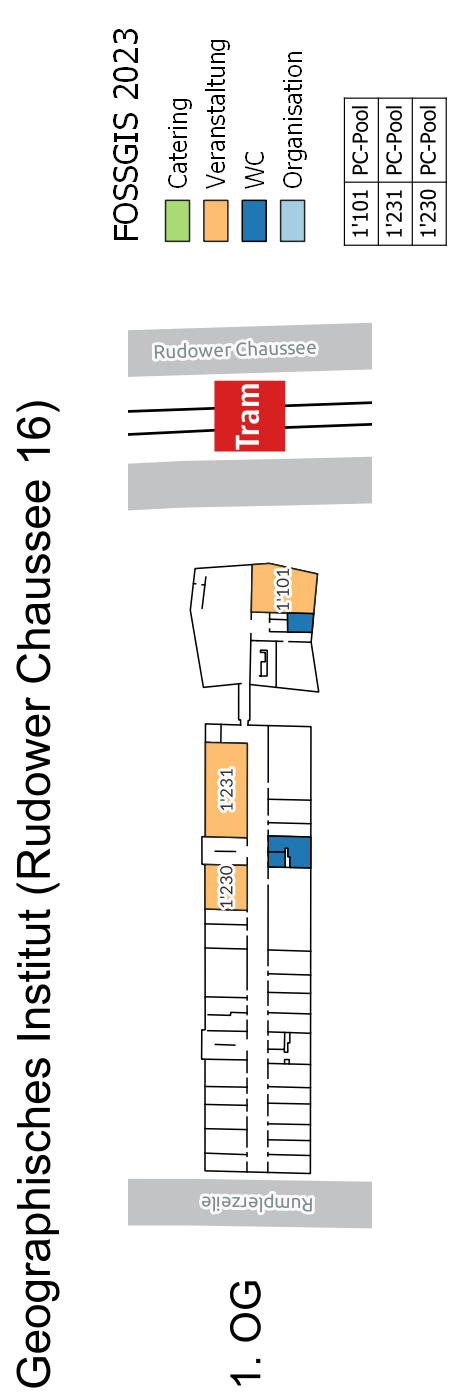 Geographisches Institut (Rudower Chaussee 16)
1. OG
Rumplerzeile
1'230
1'231
1'101
Tram
Rudower Chaussee
FOSSGIS 2023
Catering
Veranstaltung
WC
Organisation
1'101 PC-Pool
1'231 PC-Pool
1'230 PC-Pool